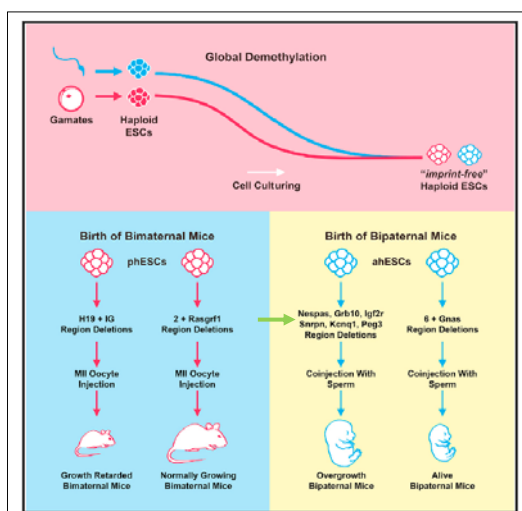 Global Demethylation
Gamates
Haploid
ESCs
Cell Culturing
"imprint-free"
Haploid ESCs
Birth of Bimaternal Mice
phESCs
H19 + IG
Region Deletions
2 + Rasgrf1
Region Deletions
MII Oocyte
Injection
MII Oocyte
Injection
Growth Retarded
Bimaternal Mice
Normally Growing
Bimaternal Mice
Birth of Bipaternal Mice
ahESCs
Nespas, Grb10, Igf2r
Snrpn, Kcnq1, Peg3
Region Deletions
6 + Gnas
Region Deletions
Coinjection With
Sperm
Coinjection With
Sperm
Overgrowth
Bipaternal Mice
Alive
Bipaternal Mice